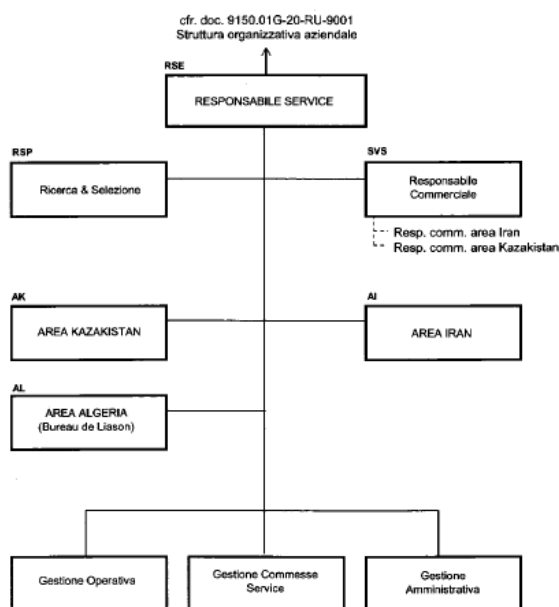 cfr. doc. 9150.01G-20-RU-9001
Struttura organizzativa aziendale
RSE
RESPONSABILE SERVICE
RSP
Ricerca & Selezione
SVS
Responsabile
Commerciale
Resp. comm. area Iran
Resp. comm. area Kazakistan
AK
AREA KAZAKISTAN
AI
AREA IRAN
AL
AREA ALGERIA
(Bureau de Liason)
Gestione Operativa
Gestione Commesse
Service
Gestione
Amministrativa